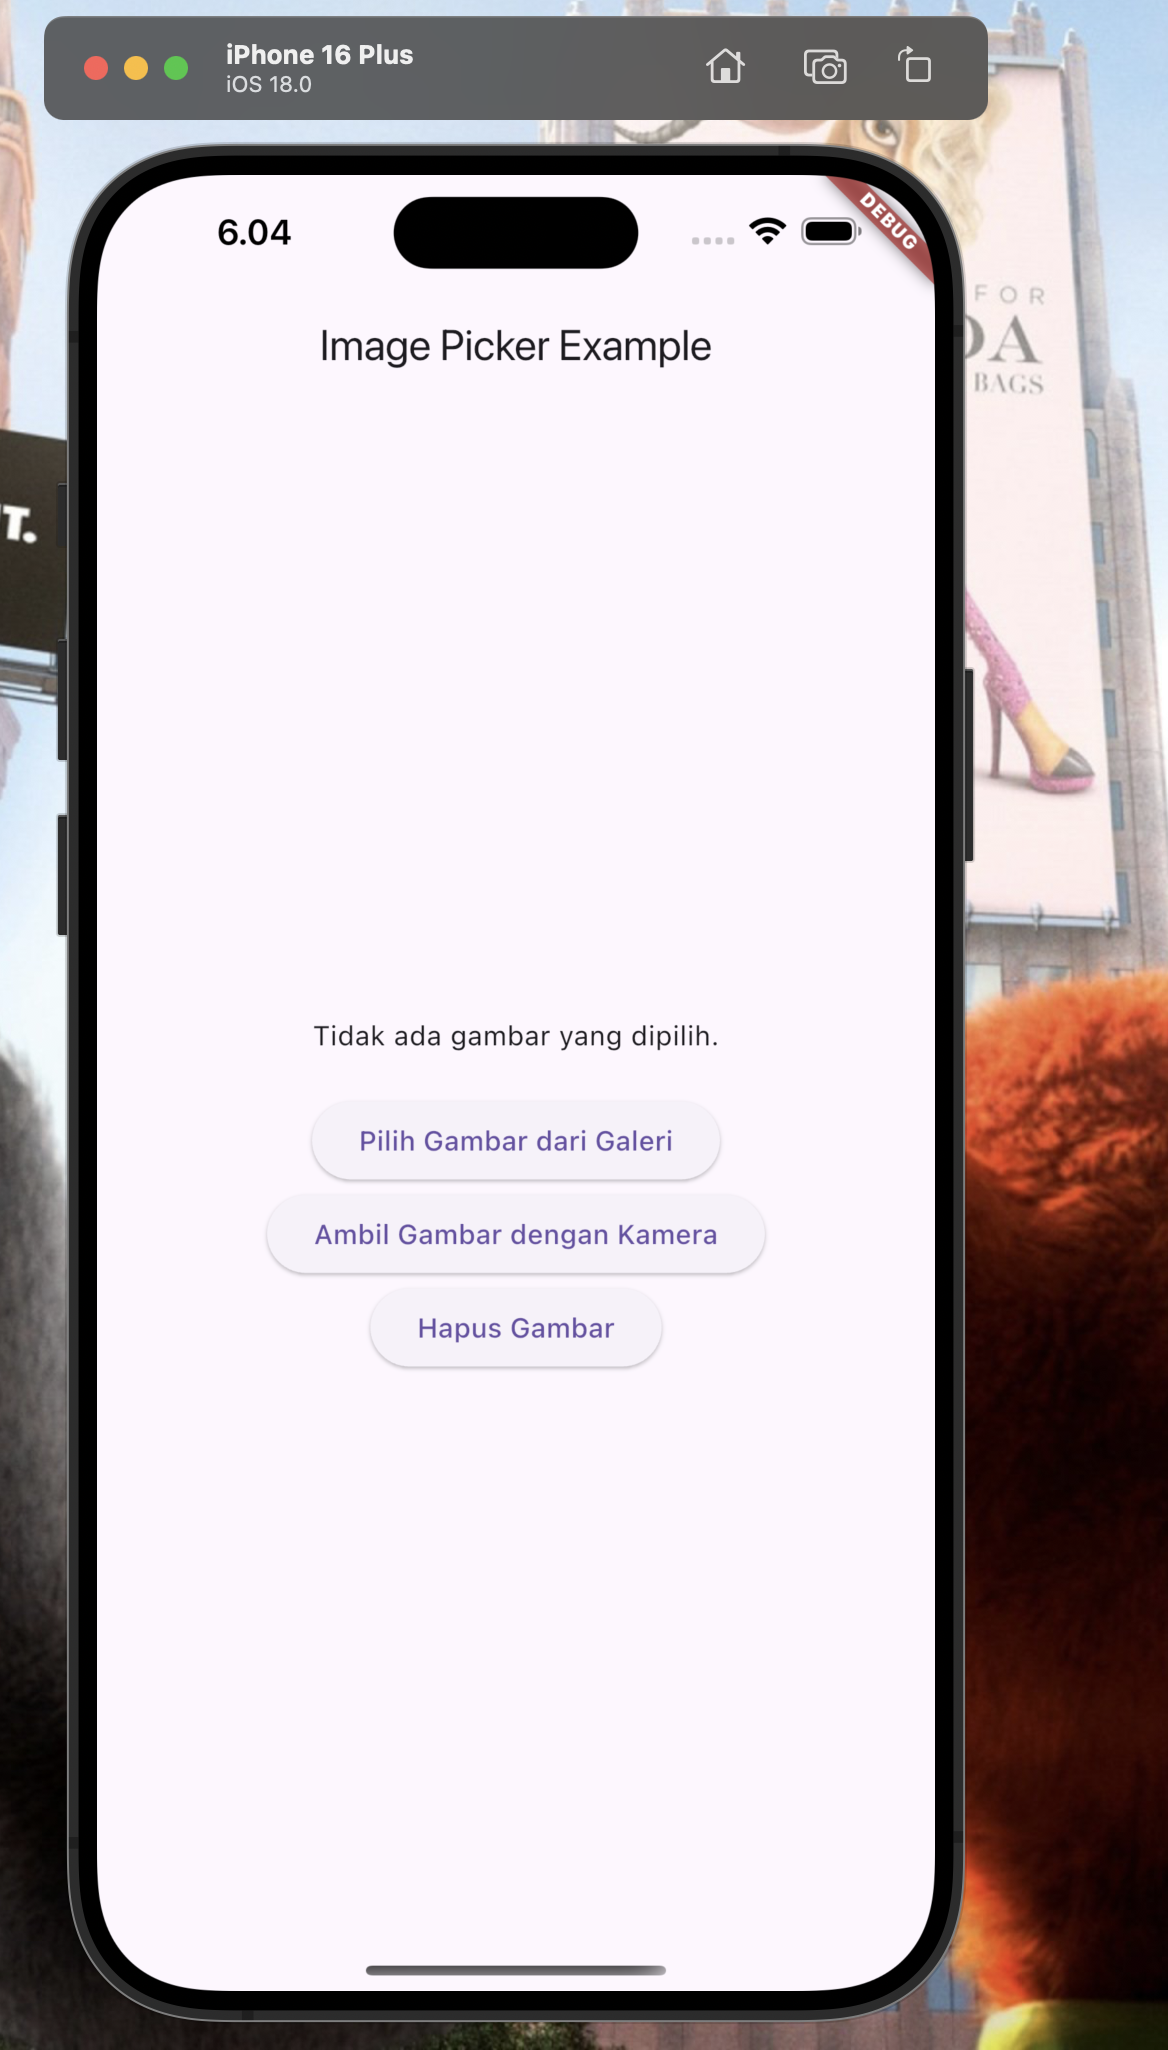 iPhone 16 Plus
iOS 18.0
6.04
DEBUG
Image Picker Example
FOR
DA
BAGS
T.
Tidak ada gambar yang dipilih.
Pilih Gambar dari Galeri
Ambil Gambar dengan Kamera
Hapus Gambar